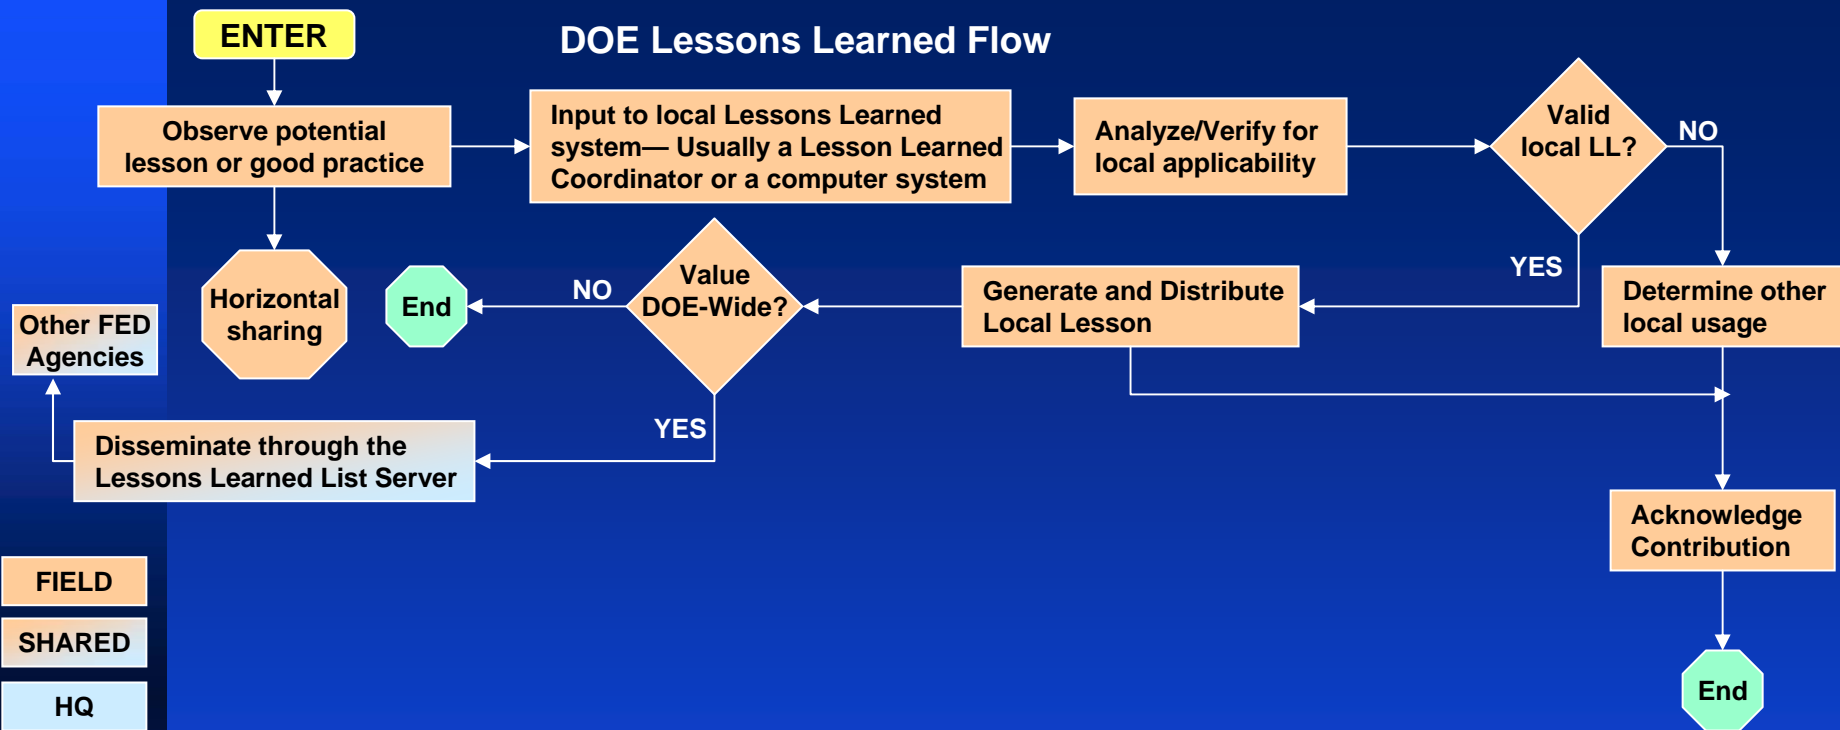 ENTER
DOE Lessons Learned Flow
Observe potential
lesson or good practice
Input to local Lessons Learned
system— Usually a Lesson Learned
Coordinator or a computer system
Analyze/Verify for
local applicability
Valid
local LL?
NO
YES
Determine other
local usage
Generate and Distribute
Local Lesson
Value
DOE-Wide?
NO
End
Horizontal
sharing
Other FED
Agencies
YES
Disseminate through the
Lessons Learned List Server
Acknowledge
Contribution
End
FIELD
SHARED
HQ